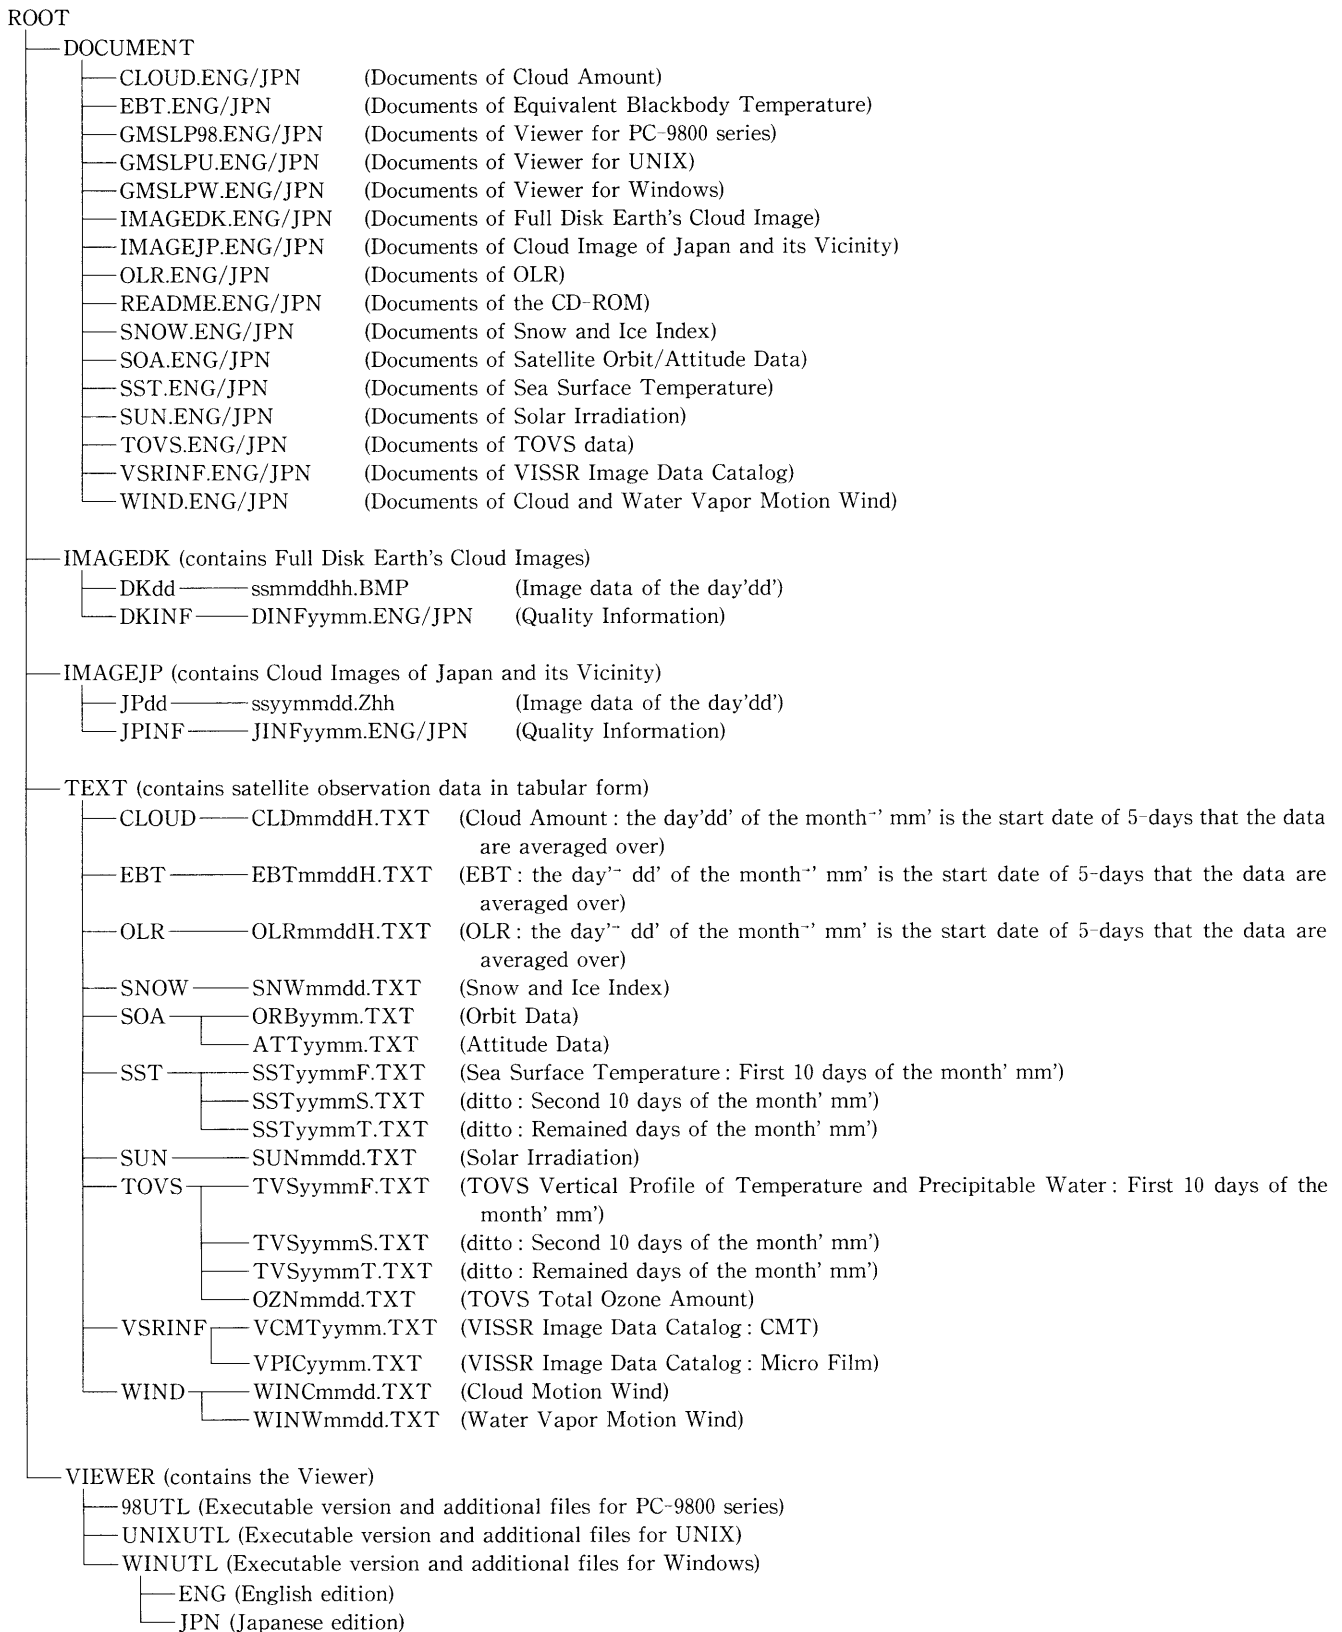 ROOT
DOCUMENT
CLOUD.ENG/JPN (Documents of Cloud Amount)
EBT.ENG/JPN (Documents of Equivalent Blackbody Temperature)
GMSLP98.ENG/JPN (Documents of Viewer for PC-9800 series)
GMSLPU.ENG/JPN (Documents of Viewer for UNIX)
GMSLPW.ENG/JPN (Documents of Viewer for Windows)
IMAGEDK.ENG/JPN (Documents of Full Disk Earth's Cloud Image)
IMAGEJP.ENG/JPN (Documents of Cloud Image of Japan and its Vicinity)
OLR.ENG/JPN (Documents of OLR)
README.ENG/JPN (Documents of the CD-ROM)
SNOW.ENG/JPN (Documents of Snow and Ice Index)
SOA.ENG/JPN (Documents of Satellite Orbit/Attitude Data)
SST.ENG/JPN (Documents of Sea Surface Temperature)
SUN.ENG/JPN (Documents of Solar Irradiation)
TOVS.ENG/JPN (Documents of TOVS data)
VSRINF.ENG/JPN (Documents of VISSR Image Data Catalog)
WIND.ENG/JPN (Documents of Cloud and Water Vapor Motion Wind)
IMAGEDK (contains Full Disk Earth's Cloud Images)
DKdd ssmmddhh.BMP (Image data of the day'dd')
DKINF DINFyymm.ENG/JPN (Quality Information)
IMAGEJP (contains Cloud Images of Japan and its Vicinity)
JPdd ssyymmdd.Zhh (Image data of the day'dd')
JPINF JINFyymm.ENG/JPN (Quality Information)
TEXT (contains satellite observation data in tabular form)
CLOUD CLDmmddH.TXT (Cloud Amount : the day'dd' of the month-' mm' is the start date of 5-days that the data
are averaged over)
EBT EBTmmddH.TXT (EBT : the day'- dd' of the month-' mm' is the start date of 5-days that the data are
averaged over)
OLR OLRmmddH.TXT (OLR : the day'- dd' of the month-' mm' is the start date of 5-days that the data are
averaged over)
SNOW SNWmmdd.TXT (Snow and Ice Index)
SOA ORByymm.TXT (Orbit Data)
ATTyymm.TXT (Attitude Data)
SST SSTyymmF.TXT (Sea Surface Temperature : First 10 days of the month' mm')
SSTyymmS.TXT (ditto : Second 10 days of the month' mm')
SSTyymmT.TXT (ditto : Remained days of the month' mm')
SUN SUNmmdd.TXT (Solar Irradiation)
TOVS TVSyymmF.TXT (TOVS Vertical Profile of Temperature and Precipitable Water : First 10 days of the
month' mm')
TVSyymmS.TXT (ditto : Second 10 days of the month' mm')
TVSyymmT.TXT (ditto : Remained days of the month' mm')
OZNmmdd.TXT (TOVS Total Ozone Amount)
VSRINF VCMTyymm.TXT (VISSR Image Data Catalog : CMT)
VPICyymm.TXT (VISSR Image Data Catalog : Micro Film)
WIND WINCmmdd.TXT (Cloud Motion Wind)
WINWmmdd.TXT (Water Vapor Motion Wind)
VIEWER (contains the Viewer)
98UTL (Executable version and additional files for PC-9800 series)
UNIXUTL (Executable version and additional files for UNIX)
WINUTL (Executable version and additional files for Windows)
ENG (English edition)
JPN (Japanese edition)